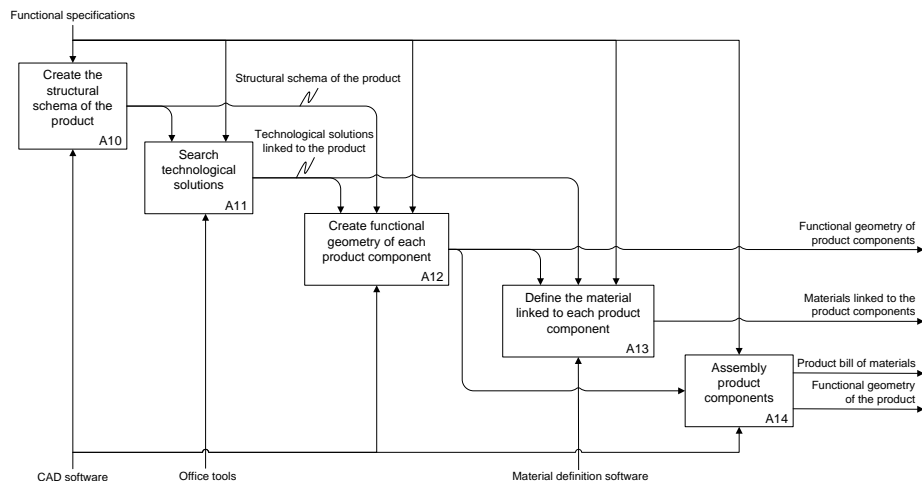 Functional specifications
Create the
structural
schema of the
product
A10
Structural schema of the product
Technological solutions
linked to the product
Search
technological
solutions
A11
Create functional
geometry of each
product component
A12
Functional geometry of
product components
Define the material
linked to each product
component
A13
Materials linked to the
product components
Assembly
product
components
A14
Product bill of materials
Functional geometry
of the product
CAD software
Office tools
Material definition software